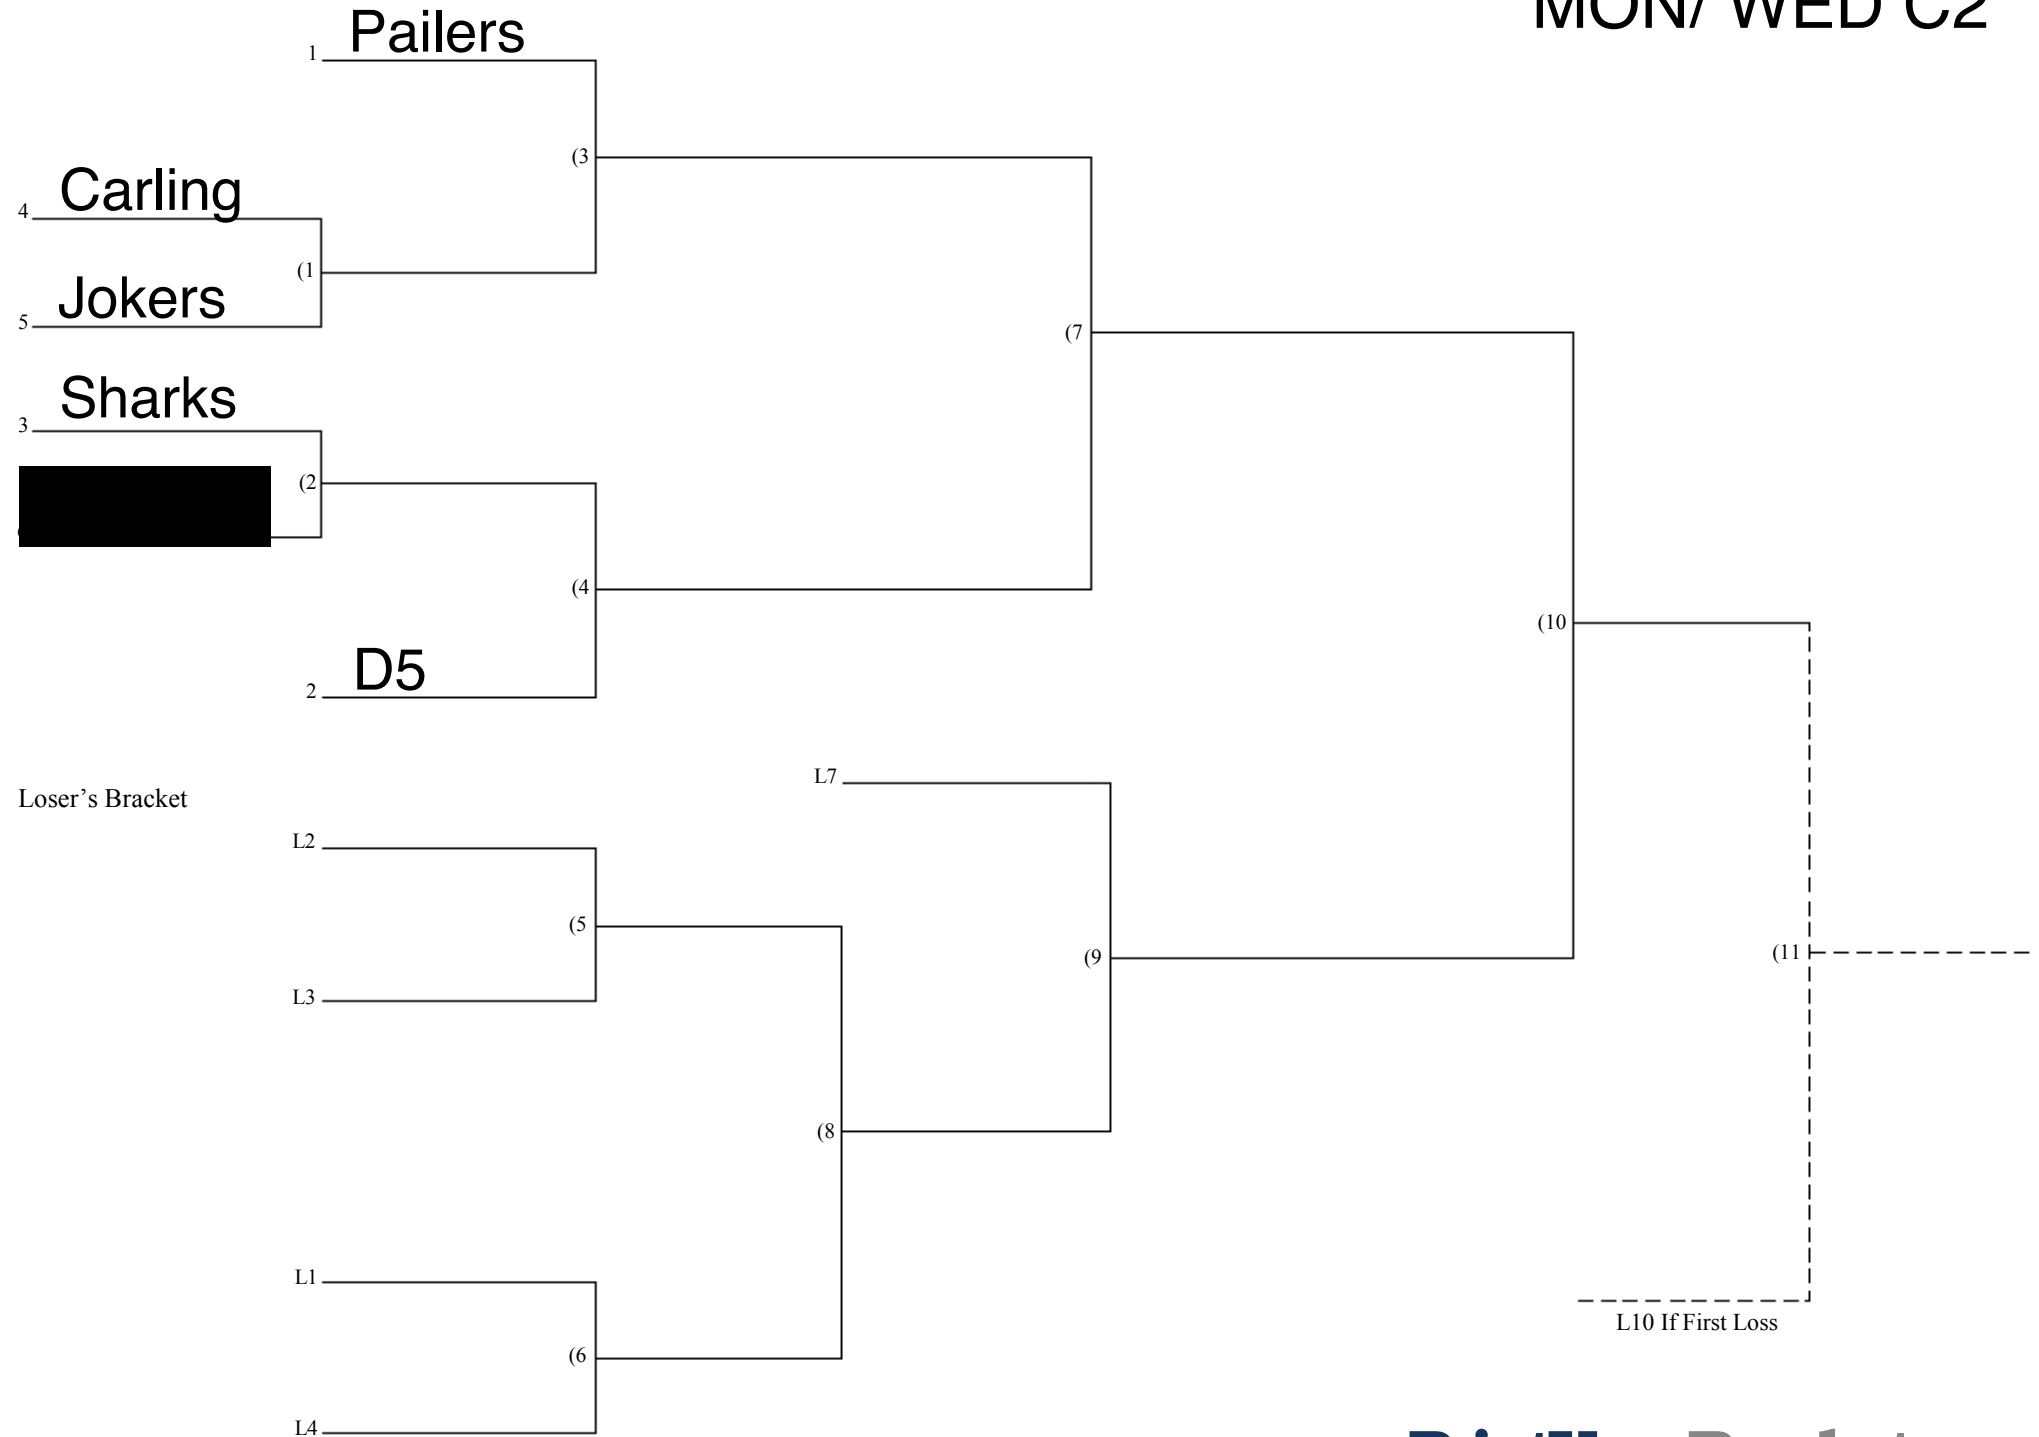 MON/ WED C2
1 Pailers
(3
4 Carling
(1
5 Jokers
(7
3 Sharks
(2
(4
(10
2 D5
L7
Loser’s Bracket
L2
(5
(11
(9
L3
(8
L1
L10 If First Loss
(6
L4